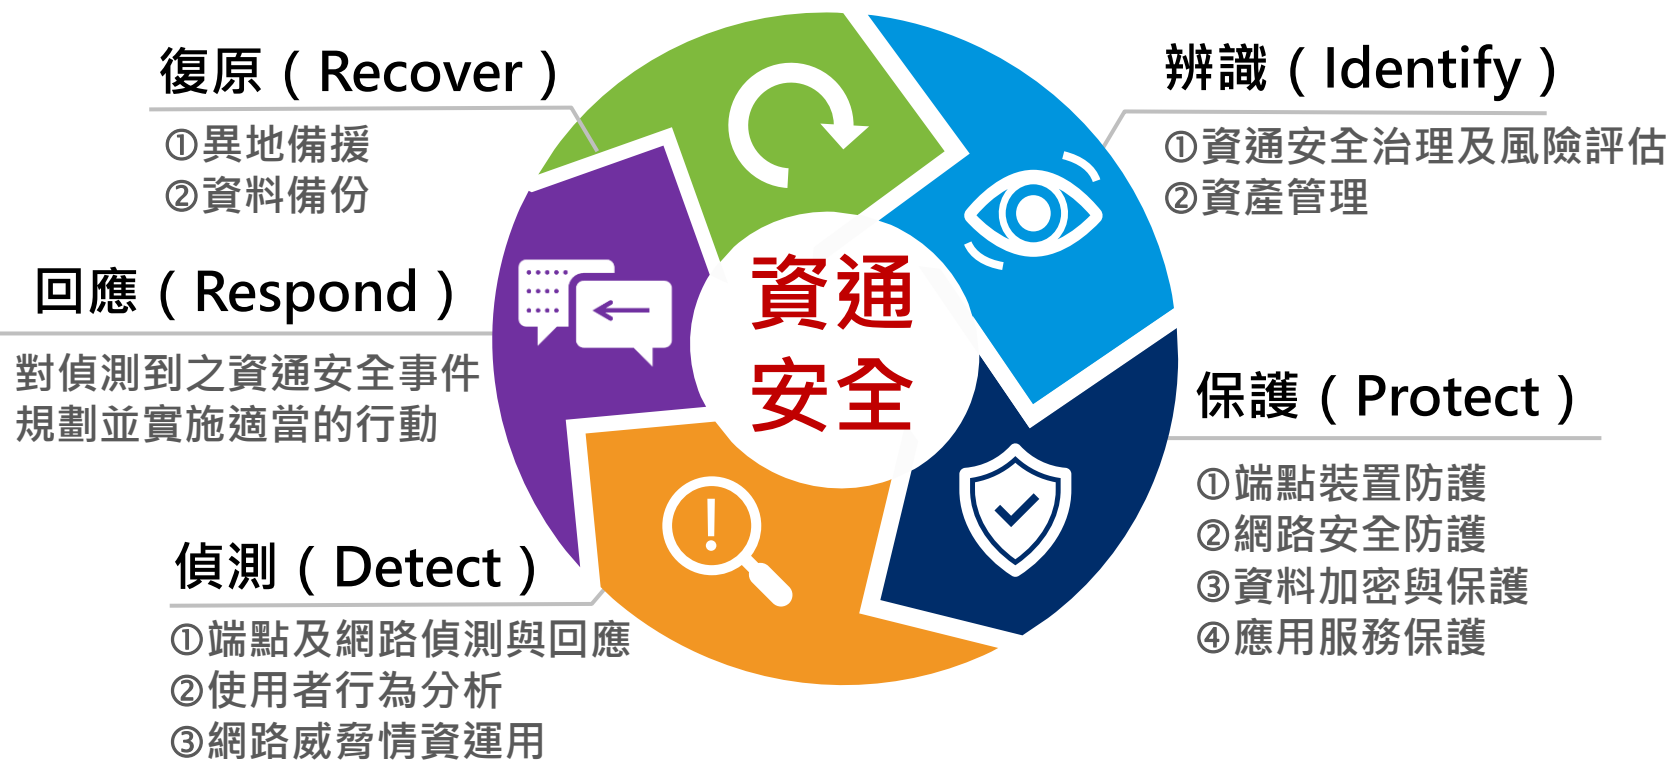 復原（Recover）
①異地備援
②資料備份
辨識（Identify）
①資通安全治理及風險評估
②資產管理
回應（Respond）
對偵測到之資通安全事件
規劃並實施適當的行動
資通
安全
保護（Protect）
①端點裝置防護
②網路安全防護
③資料加密與保護
④應用服務保護
偵測（Detect）
①端點及網路偵測與回應
②使用者行為分析
③網路威脅情資運用